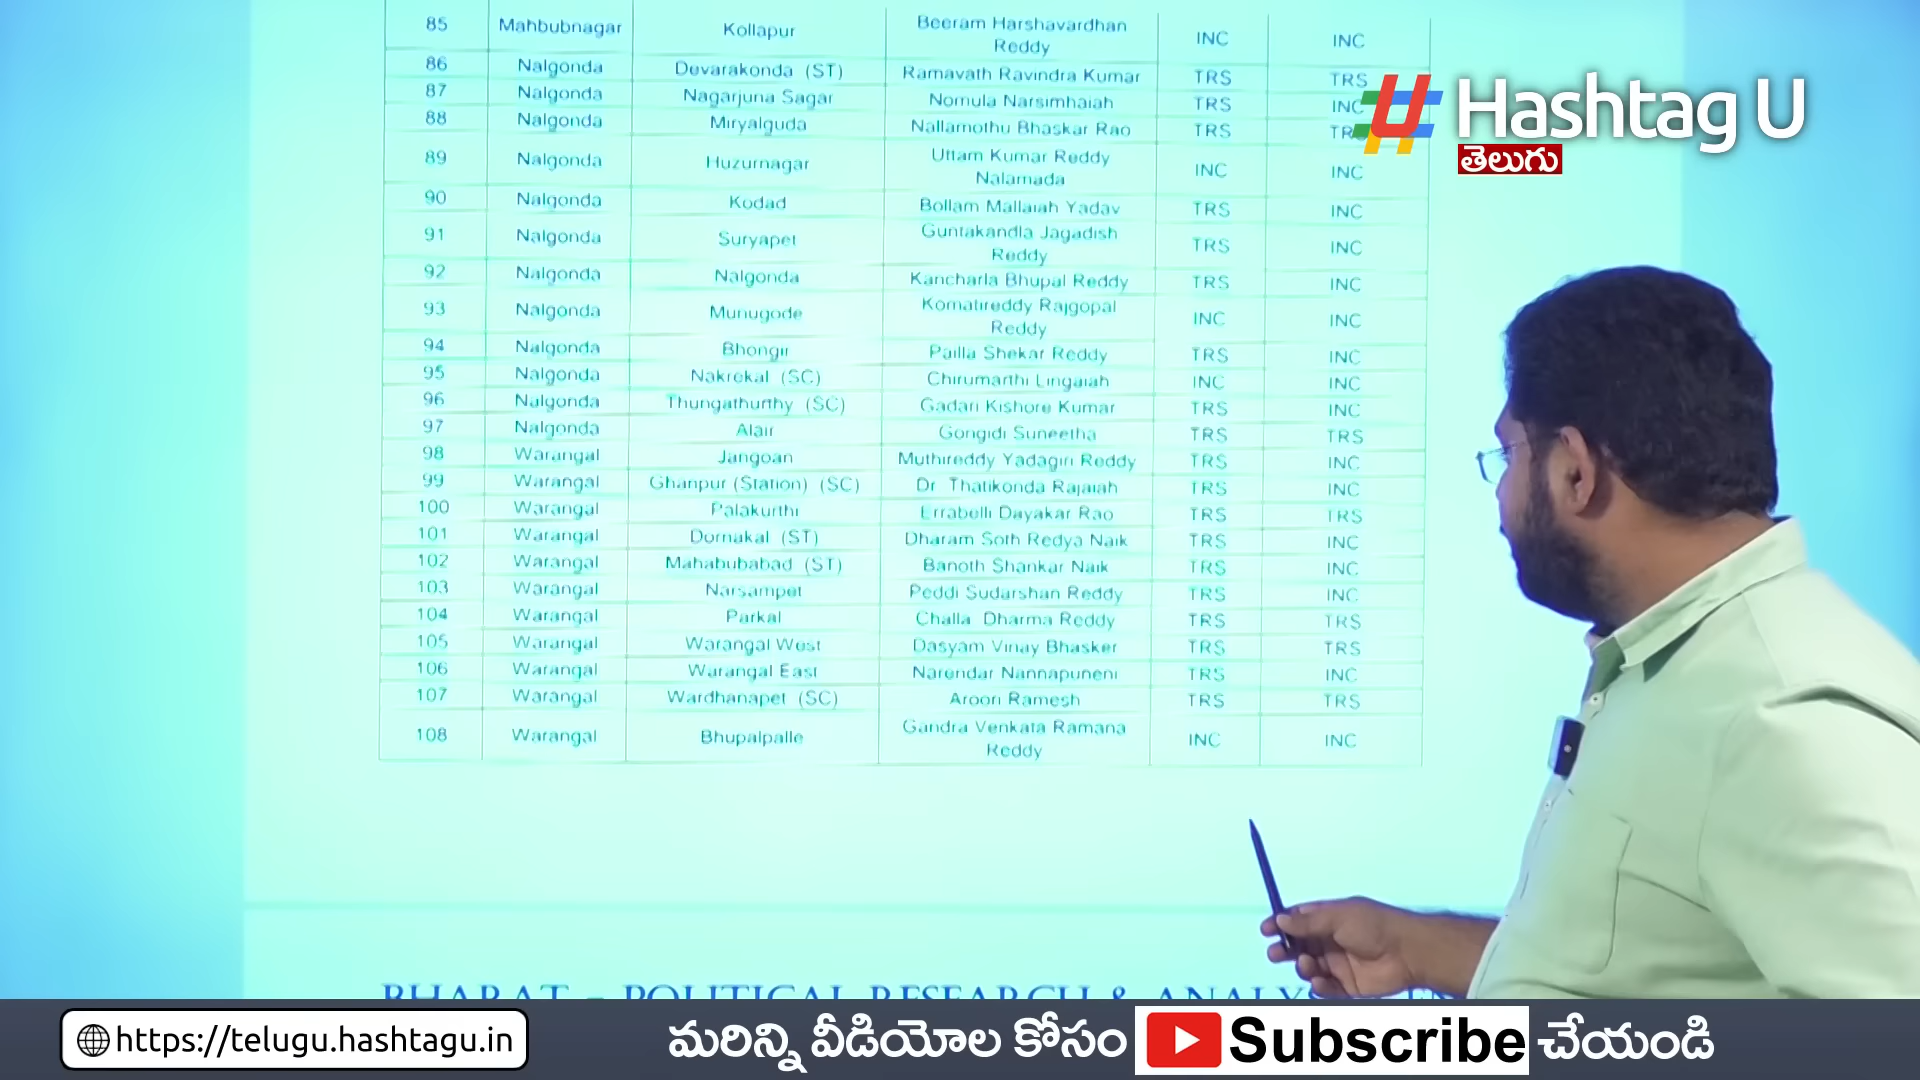 85 Mahbubnagar Kollapur Beeram Harshavardhan Reddy INC INC
86 Nalgonda Devarakonda (ST) Ramavath Ravindra Kumar TRS TRS
87 Nalgonda Nagarjuna Sagar Nomula Narsimhaiah TRS INC
88 Nalgonda Miryalguda Nallamothu Bhaskar Rao TRS TRS
89 Nalgonda Huzurnagar Uttam Kumar Reddy Nalamada INC INC
90 Nalgonda Kodad Bollam Mallaiah Yadav TRS INC
91 Nalgonda Suryapet Guntakandla Jagadish Reddy TRS INC
92 Nalgonda Nalgonda Kancharla Bhupal Reddy TRS INC
93 Nalgonda Munugode Komatireddy Rajgopal Reddy INC INC
94 Nalgonda Bhongir Pailla Shekar Reddy TRS INC
95 Nalgonda Nakrekal (SC) Chirumarthi Lingaiah INC INC
96 Nalgonda Thungathurthy (SC) Gadari Kishore Kumar TRS INC
97 Nalgonda Alair Gongidi Suneetha TRS TRS
98 Warangal Jangoan Muthireddy Yadagiri Reddy TRS INC
99 Warangal Ghanpur (Station) (SC) Dr Thatikonda Rajaiah TRS INC
100 Warangal Palakurthi Errabelli Dayakar Rao TRS TRS
101 Warangal Dornakal (ST) Dharam Soth Redya Naik TRS INC
102 Warangal Mahabubabad (ST) Banoth Shankar Naik TRS INC
103 Warangal Narsampet Peddi Sudarshan Reddy TRS INC
104 Warangal Parkal Challa Dharma Reddy TRS TRS
105 Warangal Warangal West Dasyam Vinay Bhasker TRS TRS
106 Warangal Warangal East Narendar Nannapuneni TRS INC
107 Warangal Wardhanapet (SC) Aroori Ramesh TRS TRS
108 Warangal Bhupalpalle Gandra Venkata Ramana Reddy INC INC
Hashtag U
తెలుగు
BHARAT - POLITICAL RESEARCH & ANALYS
https://telugu.hashtagu.in మరిన్ని వీడియోల కోసం Subscribe చేయండి